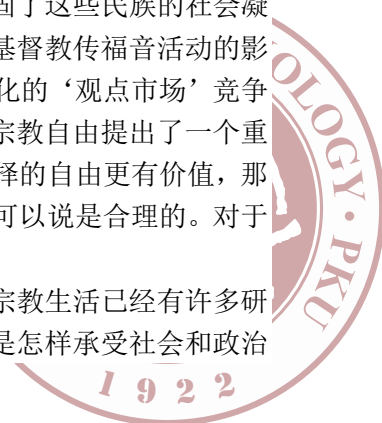 固了这些民族的社会凝
基督教传福音活动的影
化的‘观点市场’竞争
宗教自由提出了一个重
择的自由更有价值，那
可以说是合理的。对于
宗教生活已经有许多研
是怎样承受社会和政治
OLOGY · PKU
1922